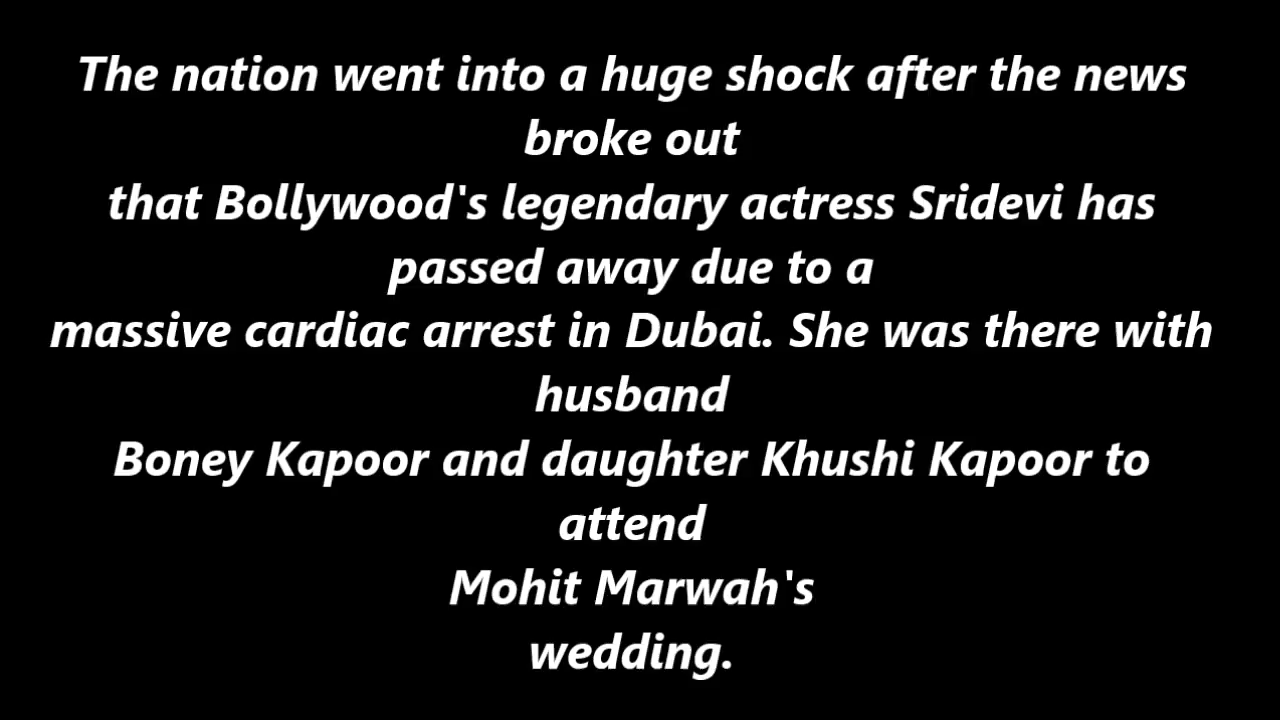 The nation went into a huge shock after the news
broke out
that Bollywood's legendary actress Sridevi has
passed away due to a
massive cardiac arrest in Dubai. She was there with
husband
Boney Kapoor and daughter Khushi Kapoor to
attend
Mohit Marwah's
wedding.